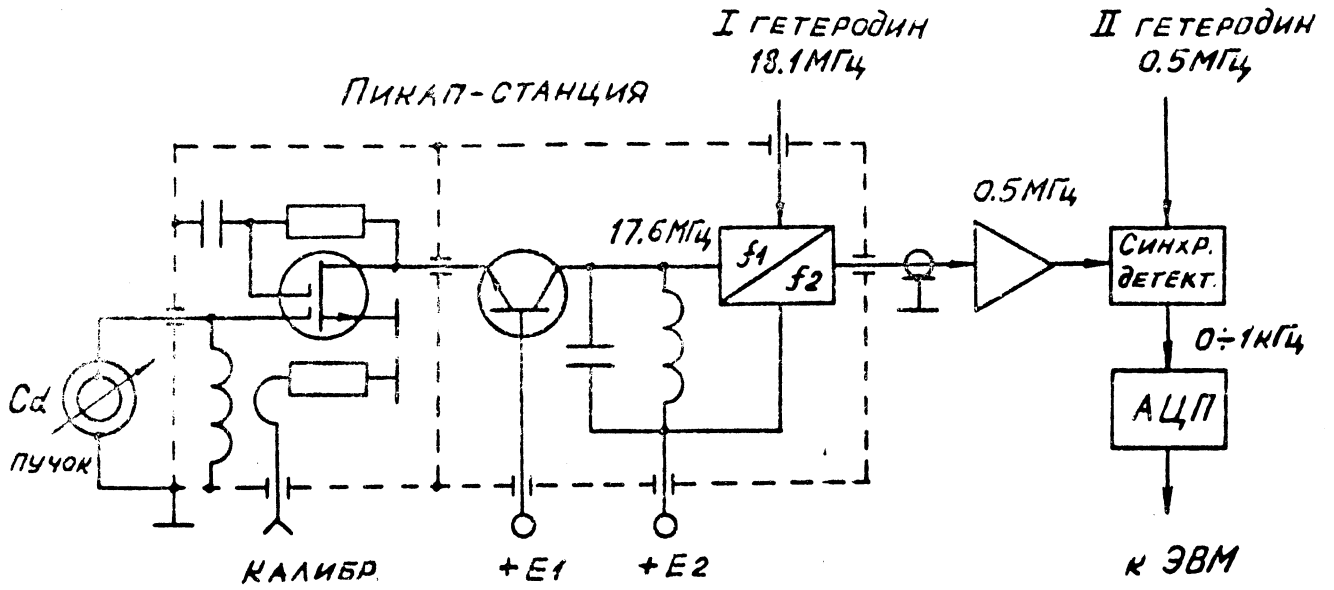 I ГЕТЕРОДИН
18.1МГЦ
II ГЕТЕРОДИН
0.5МГЦ
ПИКАП-СТАНЦИЯ
0.5МГЦ
17.6МГЦ
f1
f2
СИНХР.
ДЕТЕКТ.
0÷1кГЦ
Cd
АЦП
ПУЧОК
КАЛИБР.
+E1
+E2
К ЭВМ